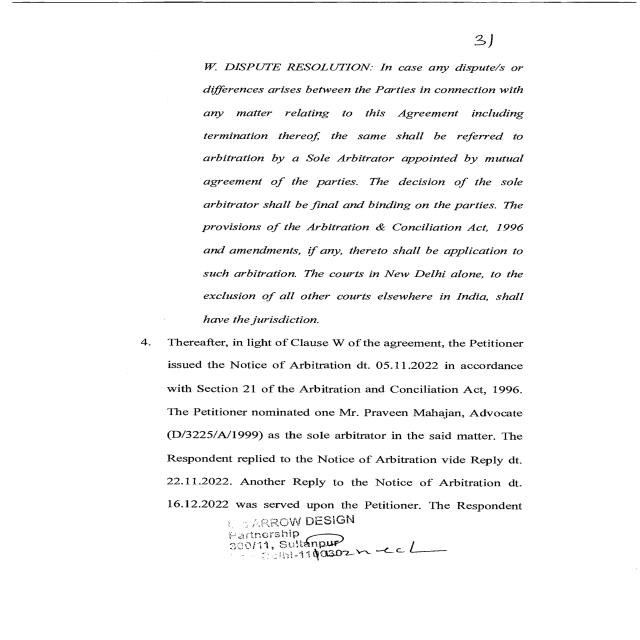 31
W. DISPUTE RESOLUTION: In case any dispute/s or
differences arises between the Parties in connection with
any matter relating to this Agreement including
termination thereof, the same shall be referred to
arbitration by a Sole Arbitrator appointed by mutual
agreement of the parties. The decision of the sole
arbitrator shall be final and binding on the parties. The
provisions of the Arbitration & Conciliation Act, 1996
and amendments, if any, thereto shall be application to
such arbitration. The courts in New Delhi alone, to the
exclusion of all other courts elsewhere in India, shall
have the jurisdiction.
4. Thereafter, in light of Clause W of the agreement, the Petitioner
issued the Notice of Arbitration dt. 05.11.2022 in accordance
with Section 21 of the Arbitration and Conciliation Act, 1996.
The Petitioner nominated one Mr. Praveen Mahajan, Advocate
(D/3225/A/1999) as the sole arbitrator in the said matter. The
Respondent replied to the Notice of Arbitration vide Reply dt.
22.11.2022. Another Reply to the Notice of Arbitration dt.
16.12.2022 was served upon the Petitioner. The Respondent
ARROW DESIGN
Partnership
Sultanpur